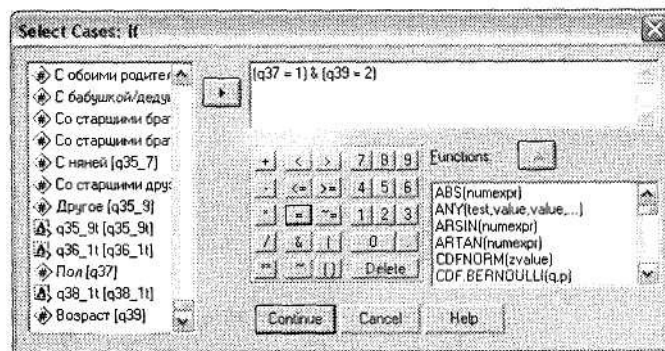 Select Cases: If
С обоими родител
С бабушкой/дедуш
Со старшими брат
Со старшими брат
С няней [q35_7]
Со старшими друз
Другое [q35_9]
q35_9t [q35_9t]
q36_1t [q36_1t]
Пол [q37]
q38_1t [q38_1t]
Возраст [q39]
(q37 = 1) & (q39 = 2)
+ < > 7 8 9
- <= >= 4 5 6
* = ~= 1 2 3
/ & | 0 .
** ~ () Delete
Functions:
ABS(numexpr)
ANY(test,value,value,...)
ARSIN(numexpr)
ARTAN(numexpr)
CDFNORM(zvalue)
CDF.BERNOULLI(q,p)
Continue Cancel Help